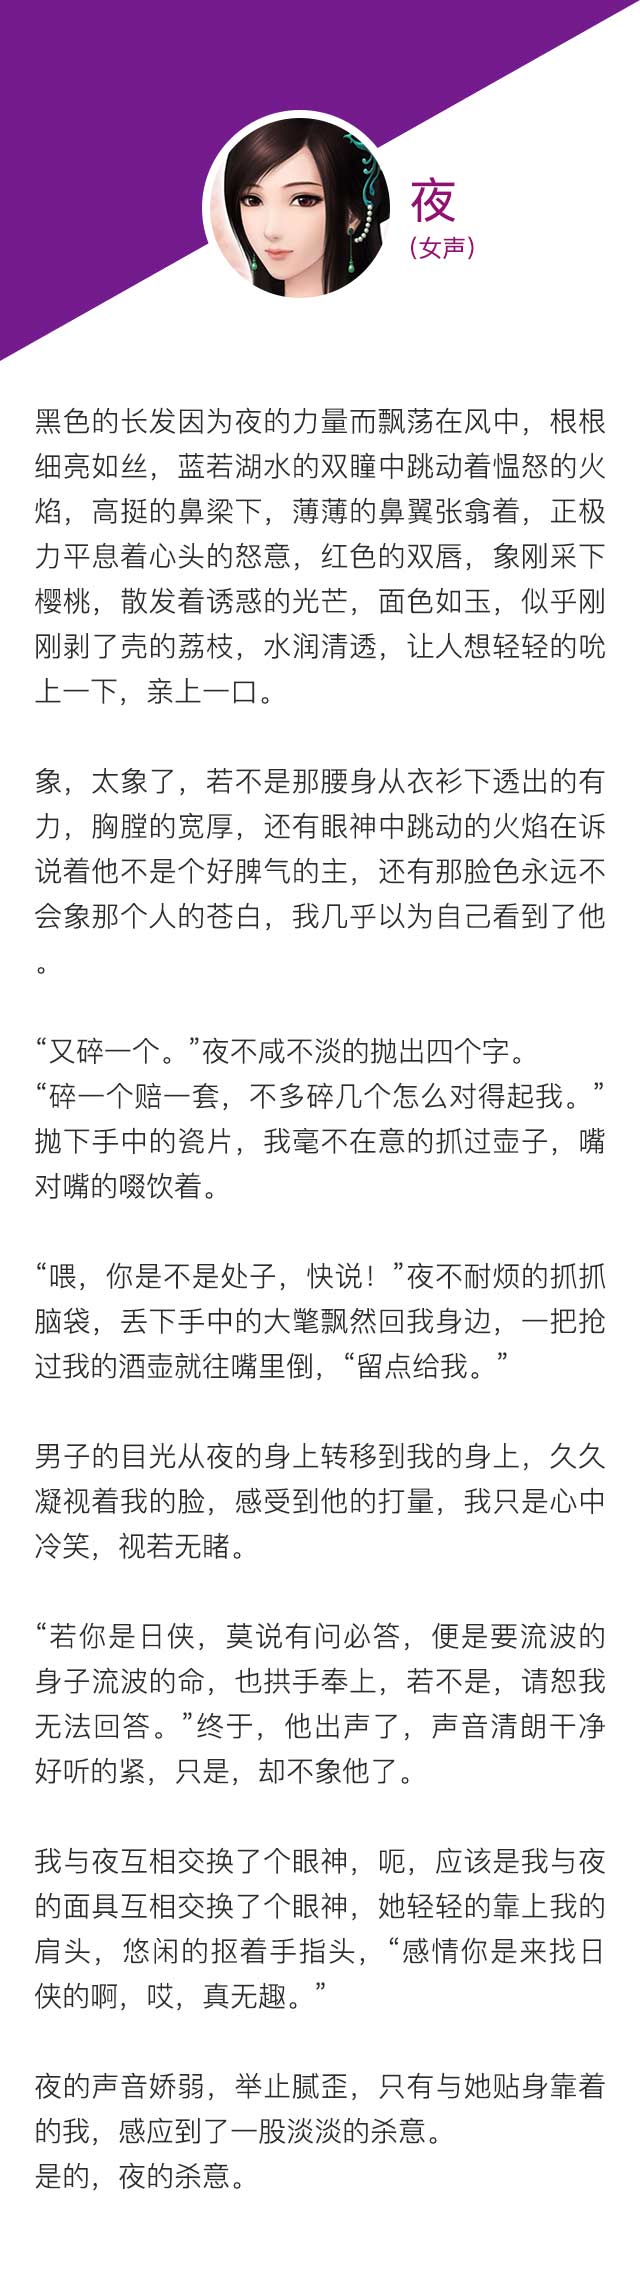 夜
(女声)
黑色的长发因为夜的力量而飘荡在风中，根根
细亮如丝，蓝若湖水的双瞳中跳动着愠怒的火
焰，高挺的鼻梁下，薄薄的鼻翼张翕着，正极
力平息着心头的怒意，红色的双唇，象刚采下
樱桃，散发着诱惑的光芒，面色如玉，似乎刚
刚剥了壳的荔枝，水润清透，让人想轻轻的吮
上一下，亲上一口。
象，太象了，若不是那腰身从衣衫下透出的有
力，胸膛的宽厚，还有眼神中跳动的火焰在诉
说着他不是个好脾气的主，还有那脸色永远不
会象那个人的苍白，我几乎以为自己看到了他
。
“又碎一个。”夜不咸不淡的抛出四个字。
“碎一个赔一套，不多碎几个怎么对得起我。”
抛下手中的瓷片，我毫不在意的抓过壶子，嘴
对嘴的啜饮着。
“喂，你是不是处子，快说！”夜不耐烦的抓抓
脑袋，丢下手中的大氅飘然回我身边，一把抢
过我的酒壶就往嘴里倒，“留点给我。”
男子的目光从夜的身上转移到我的身上，久久
凝视着我的脸，感受到他的打量，我只是心中
冷笑，视若无睹。
“若你是日侠，莫说有问必答，便是要流波的
身子流波的命，也拱手奉上，若不是，请恕我
无法回答。”终于，他出声了，声音清朗干净
好听的紧，只是，却不象他了。
我与夜互相交换了个眼神，呃，应该是我与夜
的面具互相交换了个眼神，她轻轻的靠上我的
肩头，悠闲的抠着手指头，“感情你是来找日
侠的啊，哎，真无趣。”
夜的声音娇弱，举止腻歪，只有与她贴身靠着
的我，感应到了一股淡淡的杀意。
是的，夜的杀意。